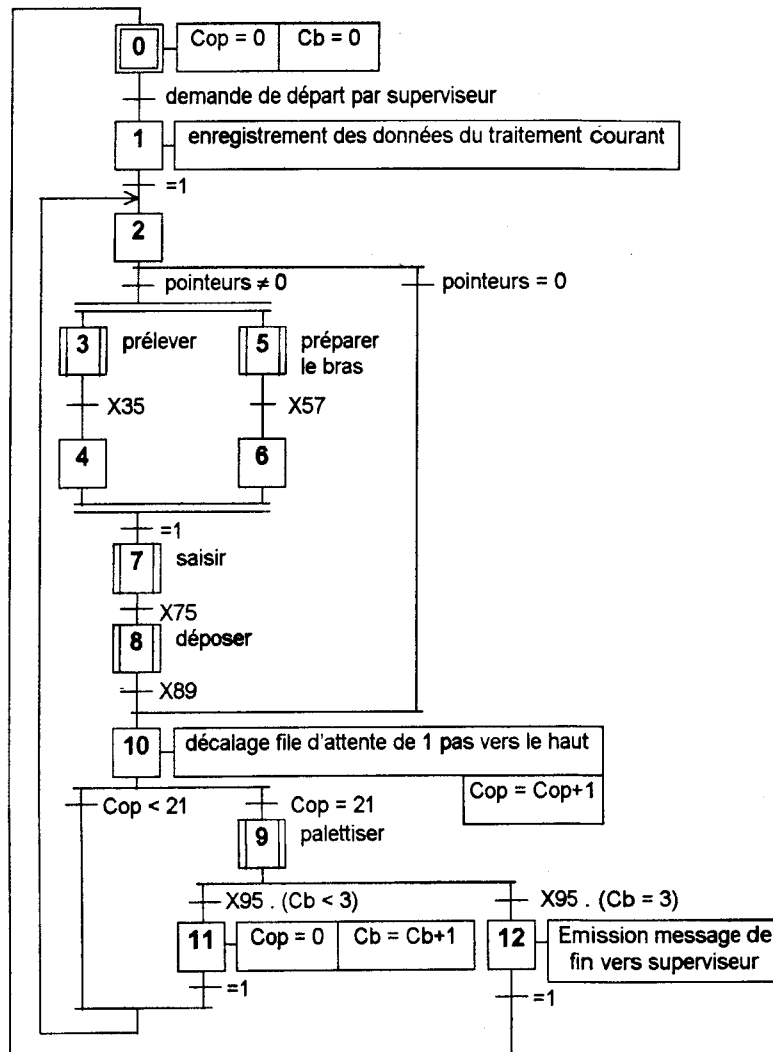 0
Cop = 0
Cb = 0
demande de départ par superviseur
1
enregistrement des données du traitement courant
=1
2
pointeurs ≠ 0
pointeurs = 0
3
prélever
5
préparer
le bras
X35
X57
4
6
=1
7
saisir
X75
8
déposer
X89
10
décalage file d'attente de 1 pas vers le haut
Cop = Cop+1
Cop < 21
Cop = 21
9
palettiser
X95 . (Cb < 3)
X95 . (Cb = 3)
11
Cop = 0
Cb = Cb+1
12
Emission message de
fin vers superviseur
=1
=1